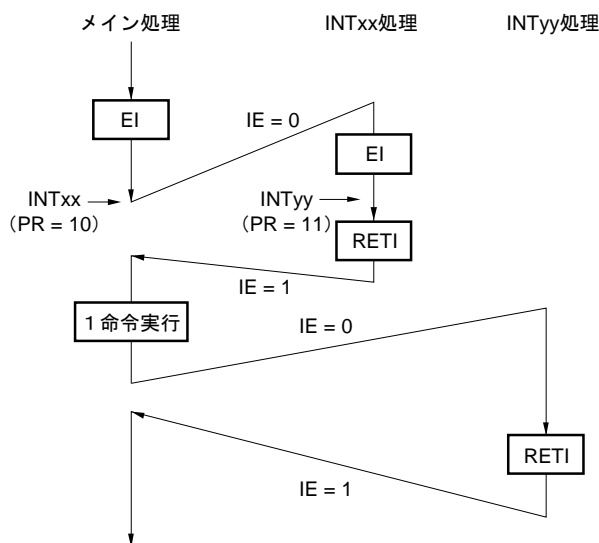 メイン処理
INTxx処理
INTyy処理
EI
IE = 0
EI
INTxx
（PR = 10）
INTyy
（PR = 11）
RETI
IE = 1
１命令実行
IE = 0
RETI
IE = 1